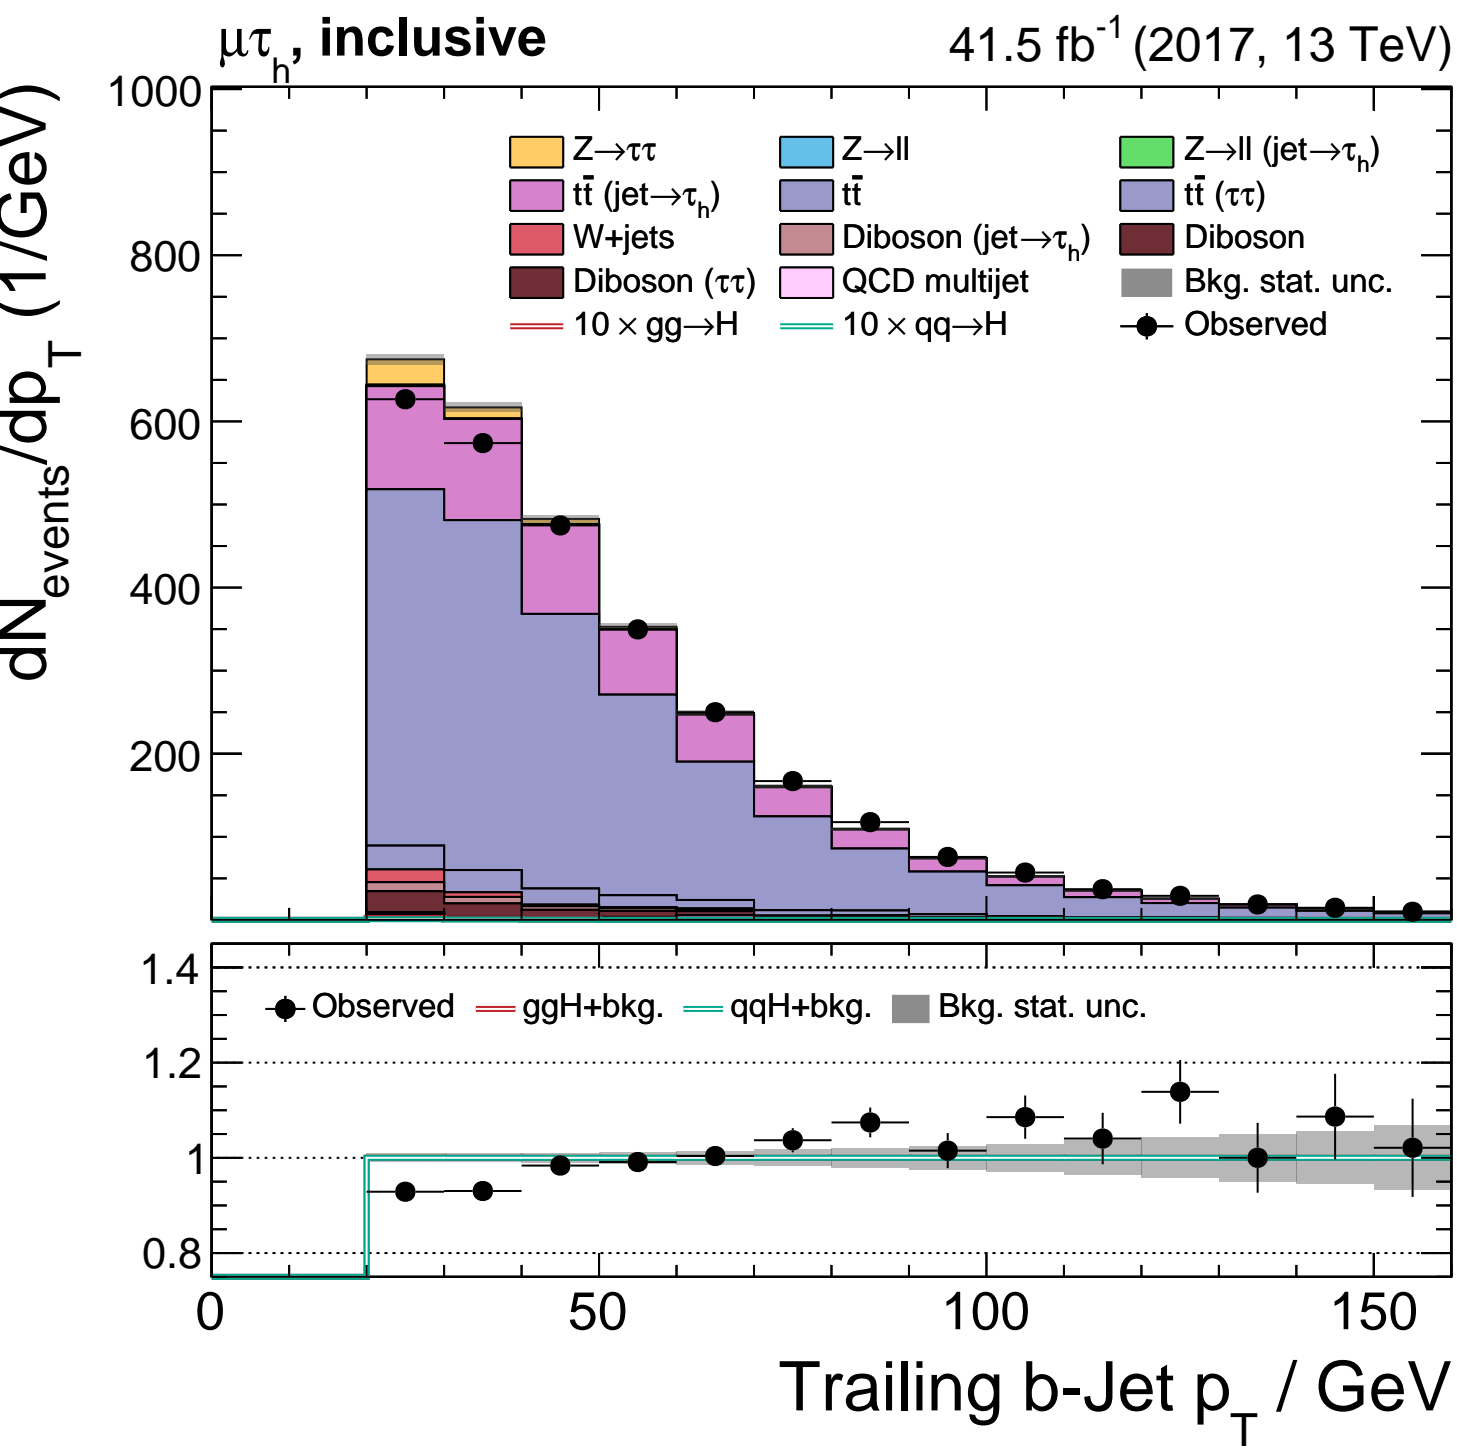 μτh, inclusive
41.5 fb-1 (2017, 13 TeV)
dNevents/dpT (1/GeV)
1000
800
600
400
200
Z→ττ
Z→ll
Z→ll (jet→τh)
tt̄ (jet→τh)
tt̄
tt̄ (ττ)
W+jets
Diboson (jet→τh)
Diboson
Diboson (ττ)
QCD multijet
Bkg. stat. unc.
10 × gg→H
10 × qq→H
Observed
1.4
1.2
1
0.8
Observed
ggH+bkg.
qqH+bkg.
Bkg. stat. unc.
0
50
100
150
Trailing b-Jet pT / GeV